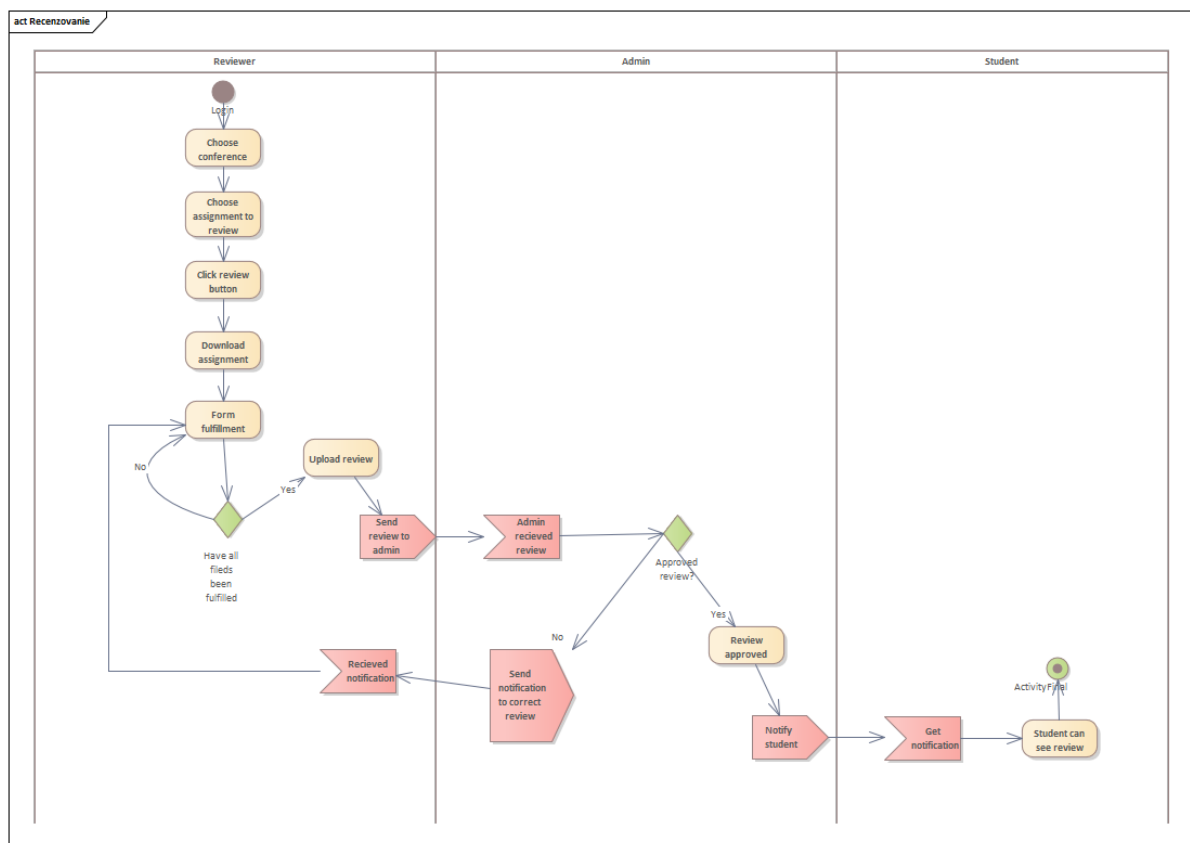 act Recenzovanie
Reviewer
Admin
Student
Login
Choose
conference
Choose
assignment to
review
Click review
button
Download
assignment
Form
fulfillment
No
Upload review
Yes
Have all
fileds
been
fulfilled
Send
review to
admin
Admin
recieved
review
Approved
review?
No
Yes
Review
approved
Recieved
notification
Send
notification
to correct
review
Notify
student
Get
notification
Student can
see review
ActivityFinal